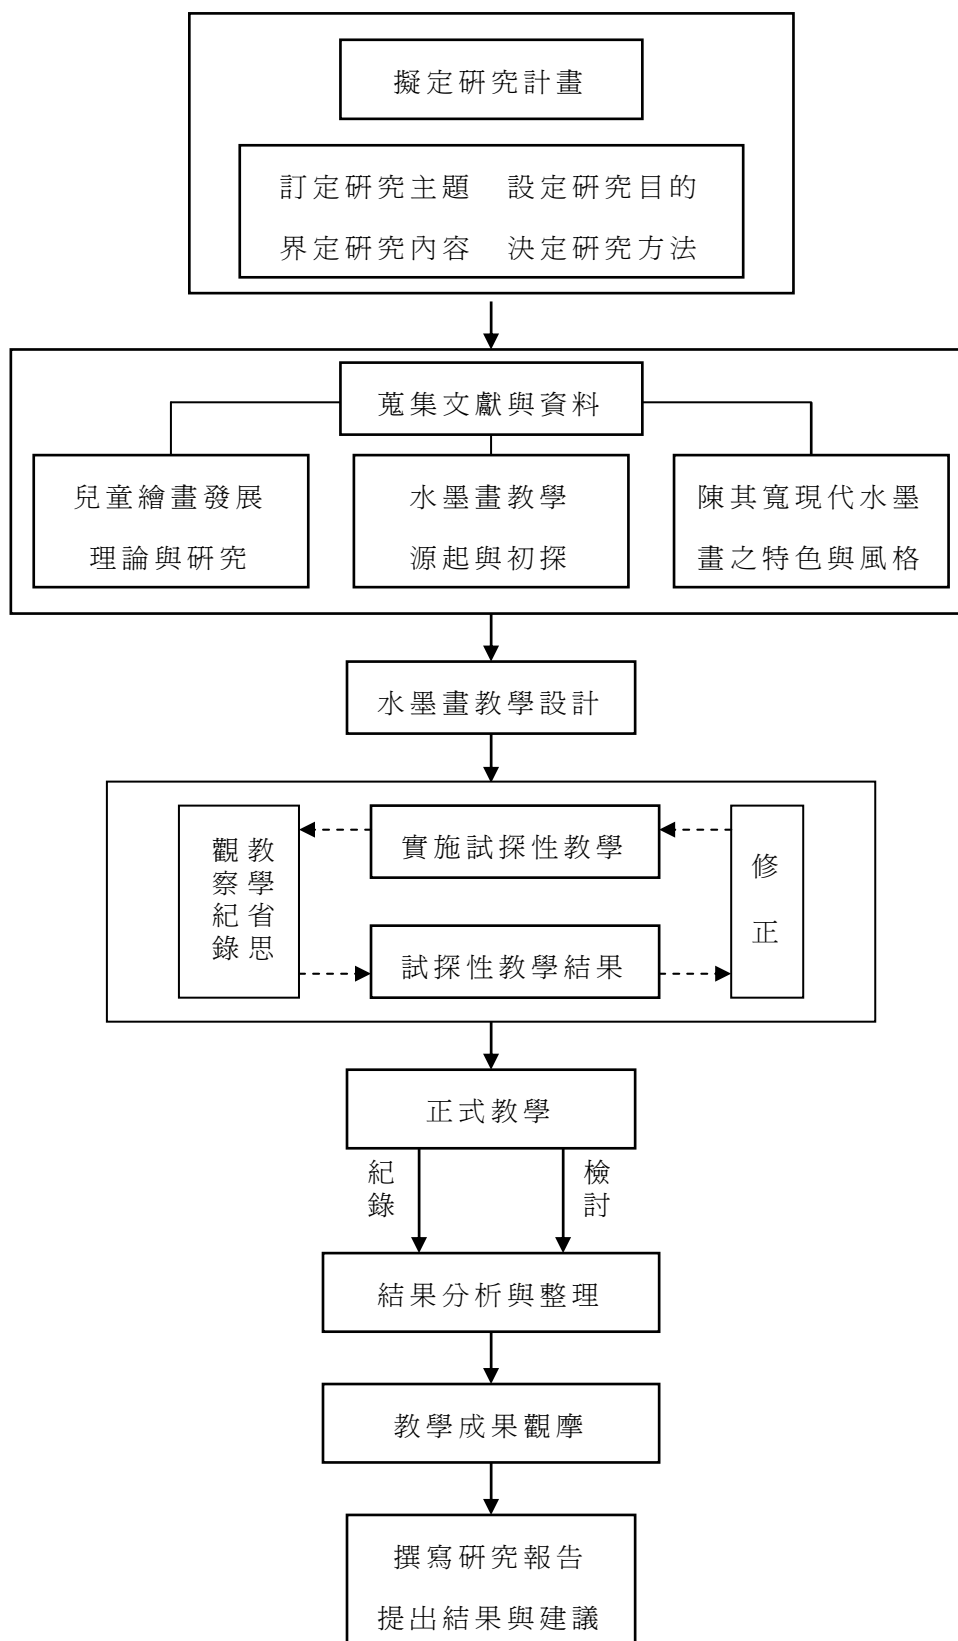 擬定研究計畫
訂定研究主題　設定研究目的
界定研究內容　決定研究方法
蒐集文獻與資料
兒童繪畫發展
理論與研究
水墨畫教學
源起與初探
陳其寬現代水墨
畫之特色與風格
水墨畫教學設計
教學省思
觀察紀錄
實施試探性教學
試探性教學結果
修正
正式教學
紀錄
檢討
結果分析與整理
教學成果觀摩
撰寫研究報告
提出結果與建議